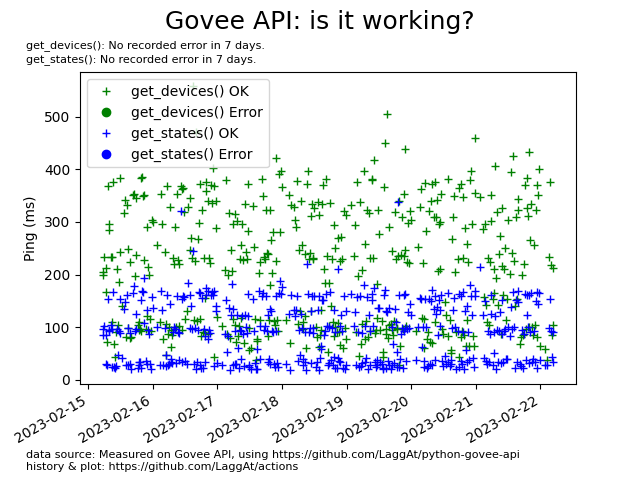 Govee API: is it working?
get_devices(): No recorded error in 7 days.
get_states(): No recorded error in 7 days.
get_devices() OK
get_devices() Error
get_states() OK
get_states() Error
Ping (ms)
500
400
300
200
100
0
2023-02-15
2023-02-16
2023-02-17
2023-02-18
2023-02-19
2023-02-20
2023-02-21
2023-02-22
data source: Measured on Govee API, using https://github.com/LaggAt/python-govee-api
history & plot: https://github.com/LaggAt/actions